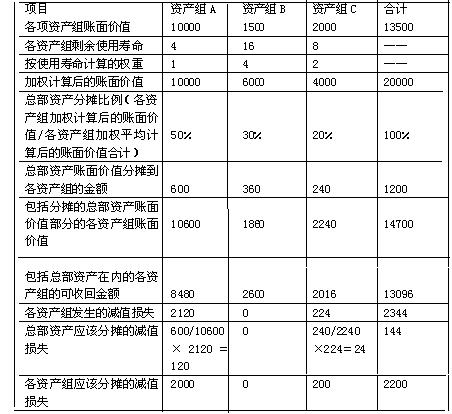 项目 资产组 A 资产组 B 资产组 C 合计
各项资产组账面价值 10000 1500 2000 13500
各资产组剩余使用寿命 4 16 8 ——
按使用寿命计算的权重 1 4 2 ——
加权计算后的账面价值 10000 6000 4000 20000
总部资产分摊比例(各资
产组加权计算后的账面价
值/各资产组加权平均计 50% 30% 20% 100%
算后的账面价值合计)
总部资产账面价值分摊到
各资产组的金额 600 360 240 1200
包括分摊的总部资产账面
价值部分的各资产组账面 10600 1860 2240 14700
价值
包括总部资产在内的各资
产组的可收回金额 8480 2600 2016 13096
各资产组发生的减值损失 2120 0 224 2344
总部资产应该分摊的减值 600/10600 0 240/2240 144
损失 × 2120 = ×224=24
120
各资产组应该分摊的减值 2000 0 200 2200
损失